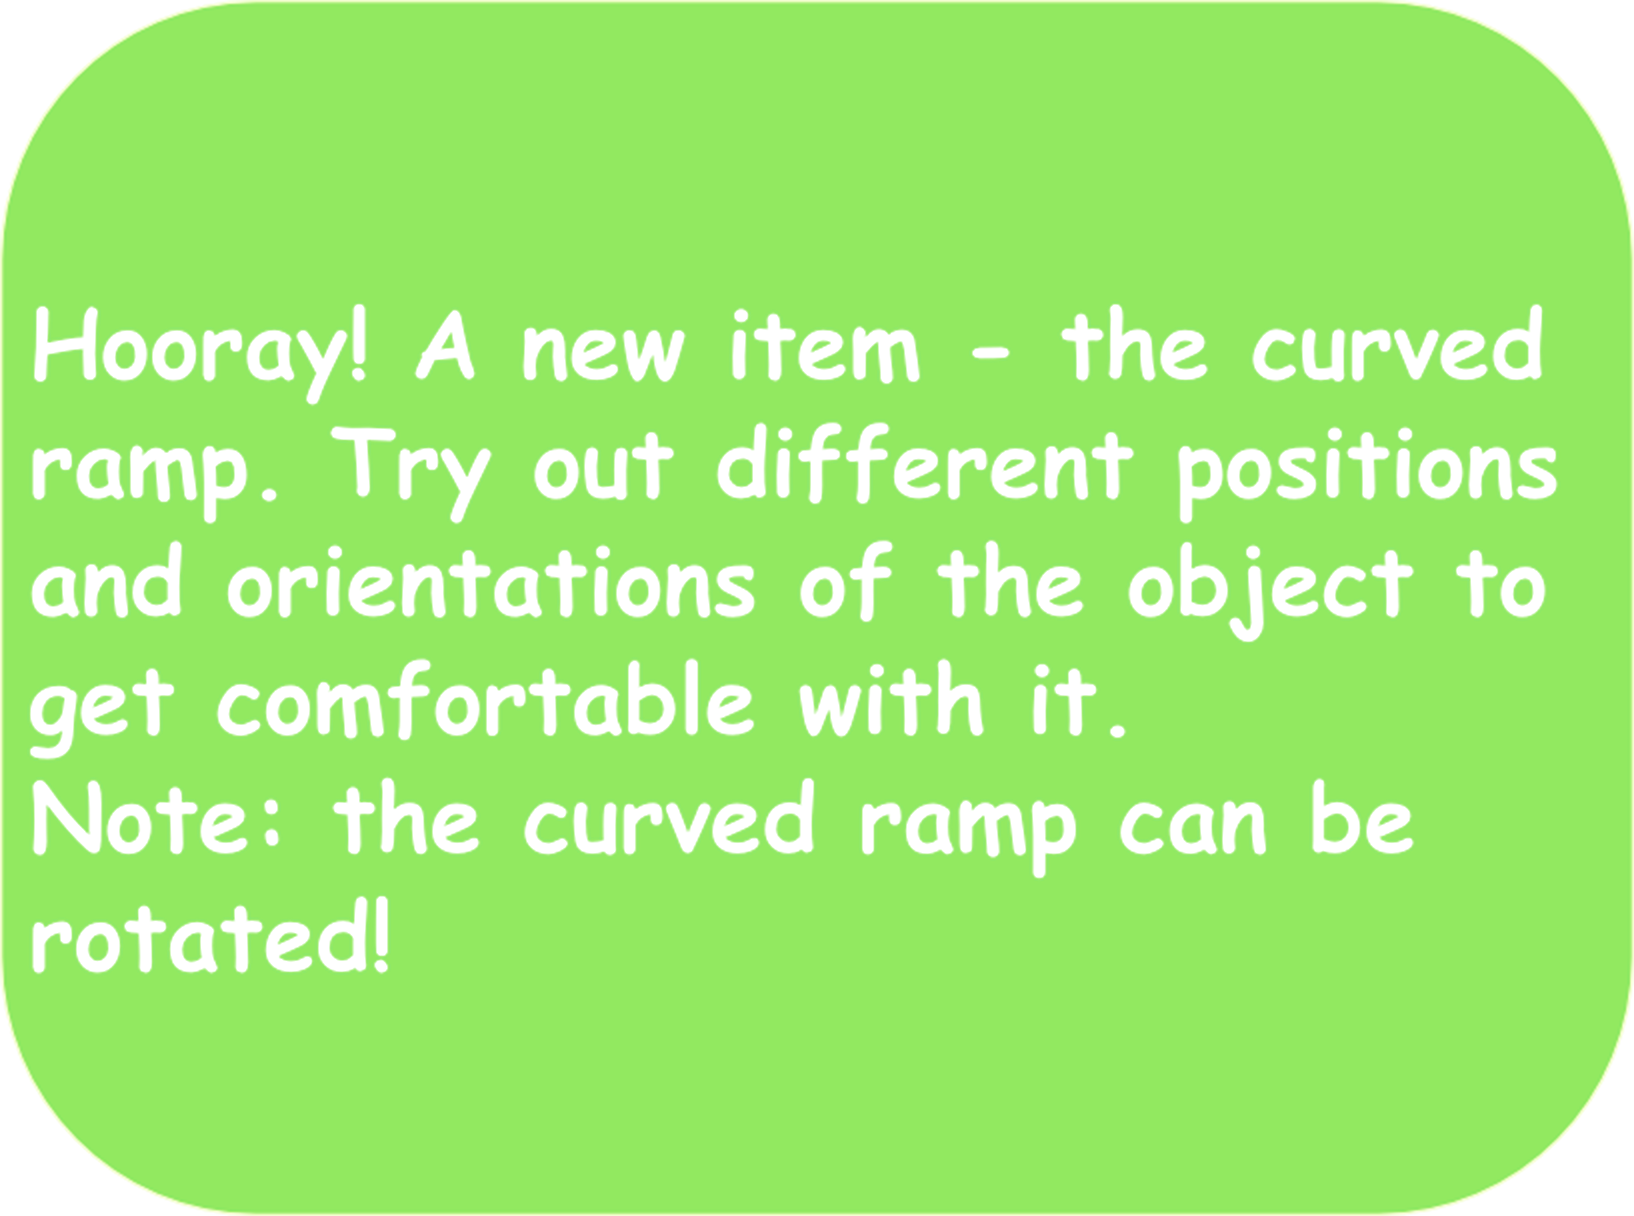 Hooray! A new item - the curved
ramp. Try out different positions
and orientations of the object to
get comfortable with it.
Note: the curved ramp can be
rotated!